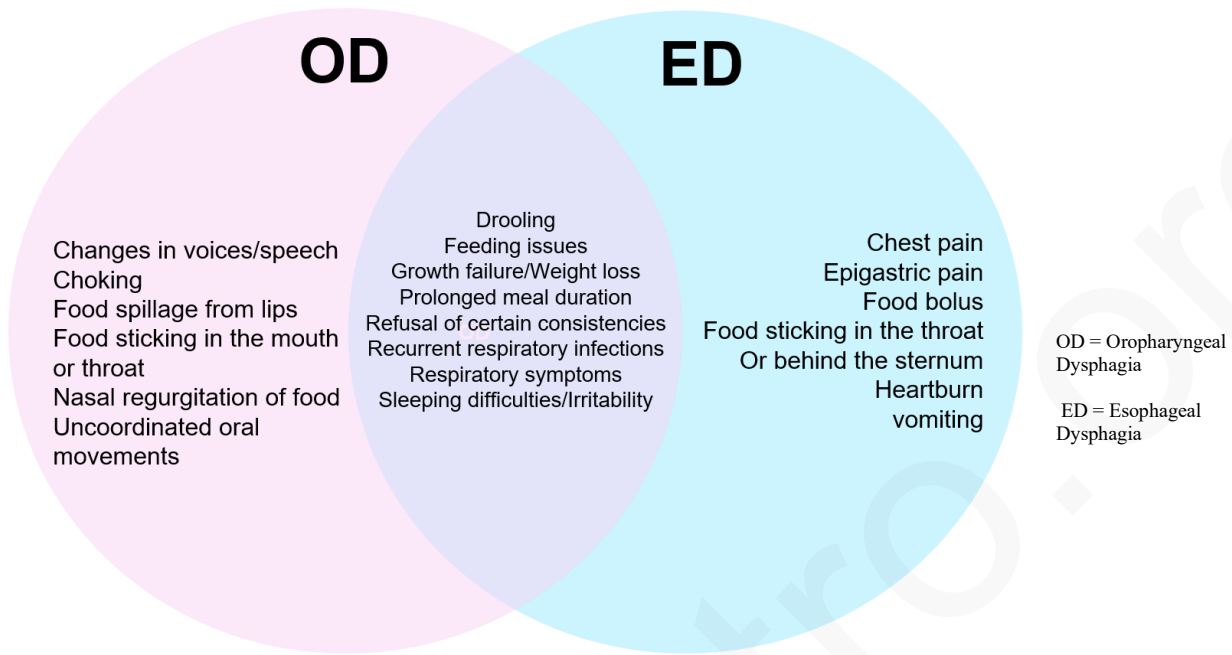 OD
ED
Changes in voices/speech
Choking
Food spillage from lips
Food sticking in the mouth
or throat
Nasal regurgitation of food
Uncoordinated oral
movements
Drooling
Feeding issues
Growth failure/Weight loss
Prolonged meal duration
Refusal of certain consistencies
Recurrent respiratory infections
Respiratory symptoms
Sleeping difficulties/Irritability
Chest pain
Epigastric pain
Food bolus
Food sticking in the throat
Or behind the sternum
Heartburn
vomiting
OD = Oropharyngeal
Dysphagia
ED = Esophageal
Dysphagia